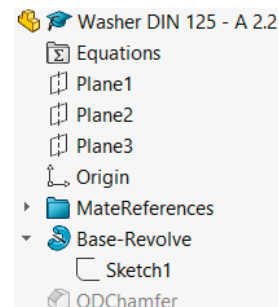 Washer DIN 125 - A 2.2
Equations
Plane1
Plane2
Plane3
Origin
MateReferences
Base-Revolve
Sketch1
ODChamfer